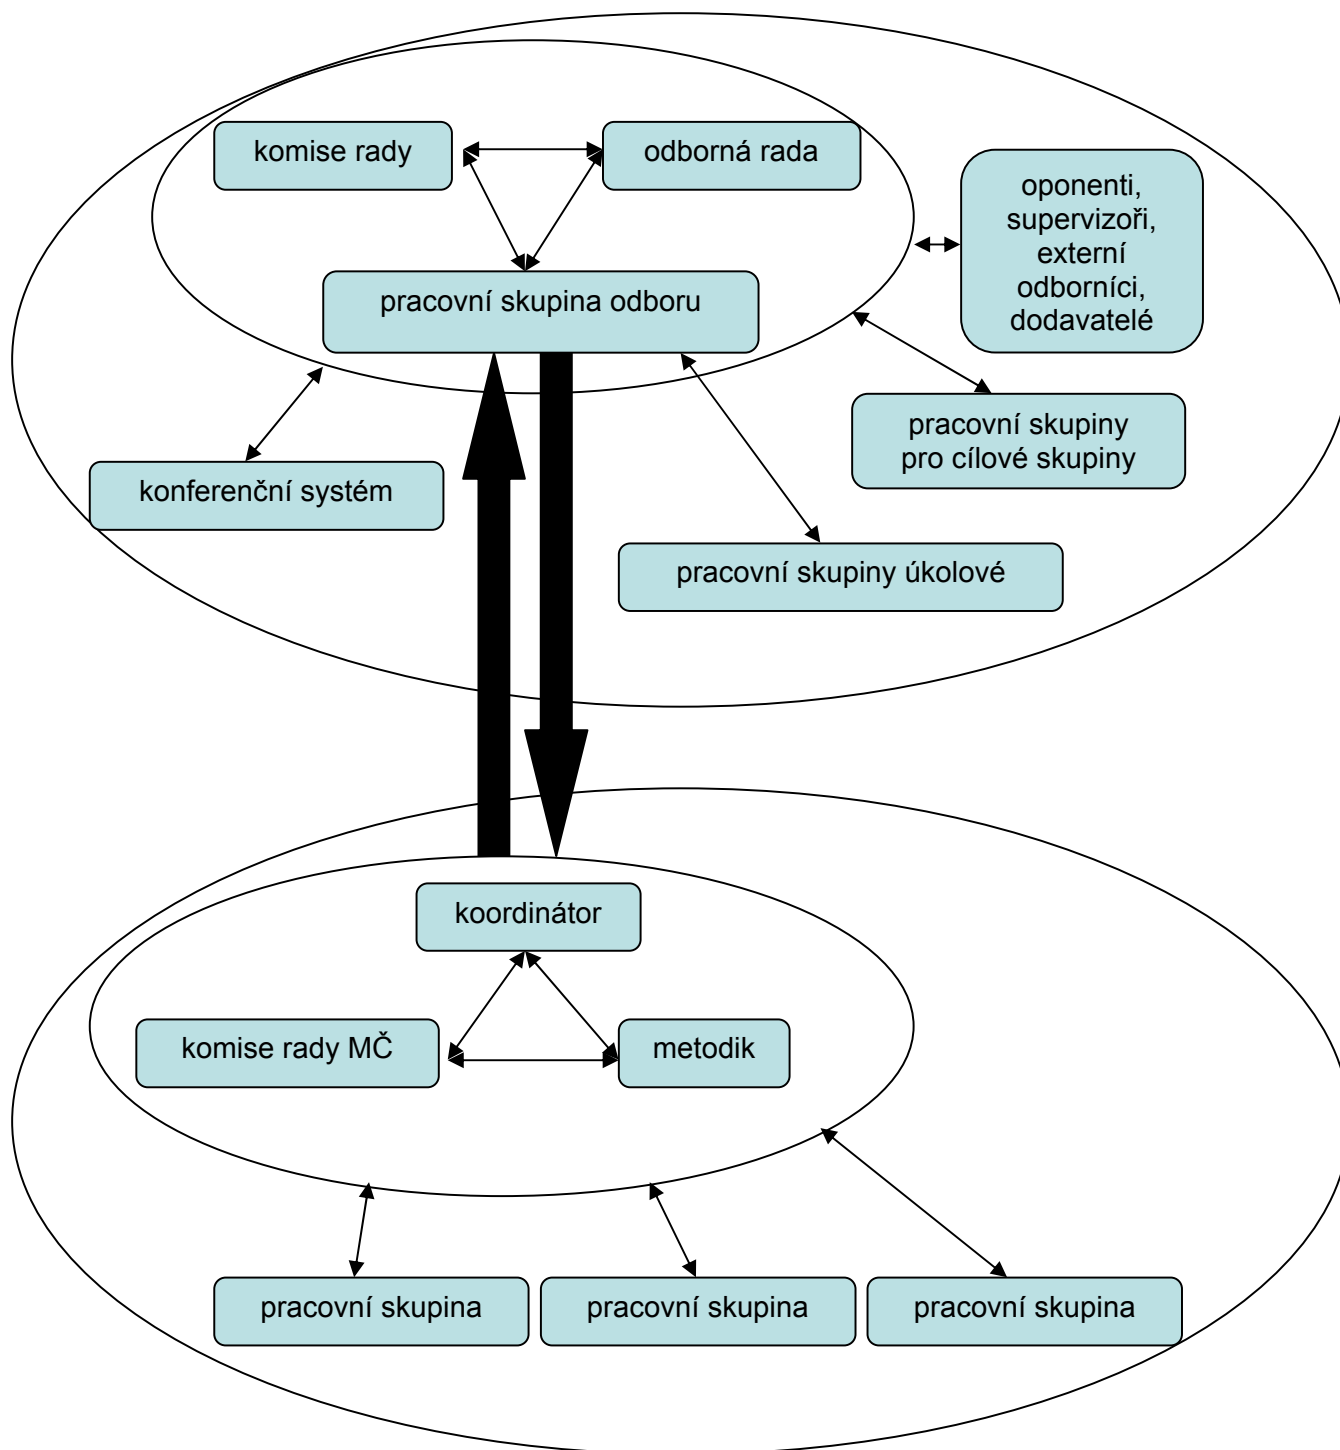 komise rady
odborná rada
oponenti,
supervizoři,
externí
odborníci,
dodavatelé
pracovní skupina odboru
pracovní skupiny
pro cílové skupiny
konferenční systém
pracovní skupiny úkolové
koordinátor
komise rady MČ
metodik
pracovní skupina
pracovní skupina
pracovní skupina